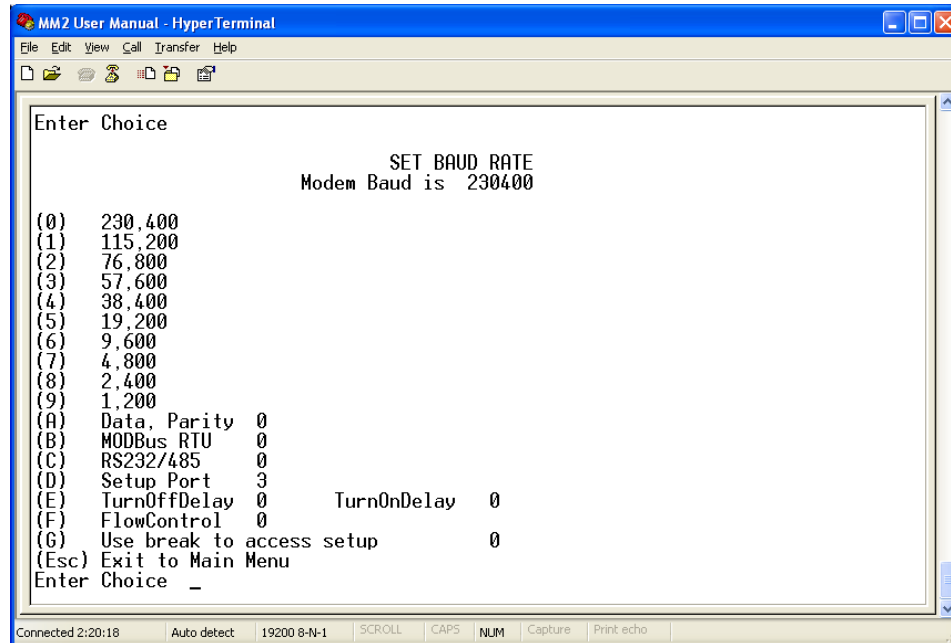 MM2 User Manual - HyperTerminal
File Edit View Call Transfer Help
Enter Choice
SET BAUD RATE
Modem Baud is 230400
(0) 230,400
(1) 115,200
(2) 76,800
(3) 57,600
(4) 38,400
(5) 19,200
(6) 9,600
(7) 4,800
(8) 2,400
(9) 1,200
(A) Data, Parity 0
(B) MODBus RTU 0
(C) RS232/485 0
(D) Setup Port 3
(E) TurnOffDelay 0 TurnOnDelay 0
(F) FlowControl 0
(G) Use break to access setup 0
(Esc) Exit to Main Menu
Enter Choice _
Connected 2:20:18 Auto detect 19200 8-N-1 SCROLL CAPS NUM Capture Print echo